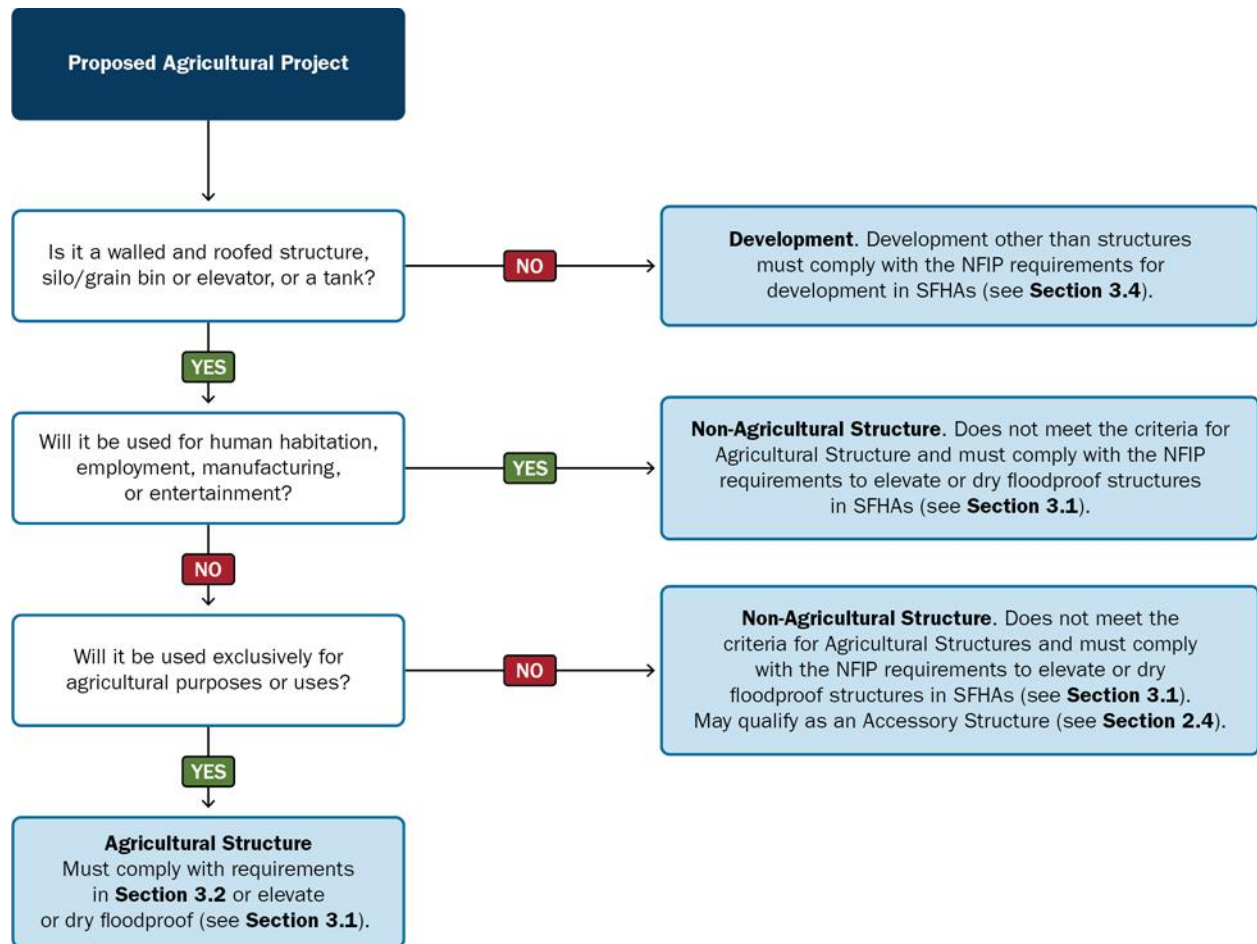 Proposed Agricultural Project
Is it a walled and roofed structure,
silo/grain bin or elevator, or a tank?
NO
Development. Development other than structures
must comply with the NFIP requirements for
development in SFHAs (see Section 3.4).
YES
Will it be used for human habitation,
employment, manufacturing,
or entertainment?
YES
Non-Agricultural Structure. Does not meet the criteria for
Agricultural Structure and must comply with the NFIP
requirements to elevate or dry floodproof structures
in SFHAs (see Section 3.1).
NO
Will it be used exclusively for
agricultural purposes or uses?
NO
Non-Agricultural Structure. Does not meet the
criteria for Agricultural Structures and must comply
with the NFIP requirements to elevate or dry
floodproof structures in SFHAs (see Section 3.1).
May qualify as an Accessory Structure (see Section 2.4).
YES
Agricultural Structure
Must comply with requirements
in Section 3.2 or elevate
or dry floodproof (see Section 3.1).